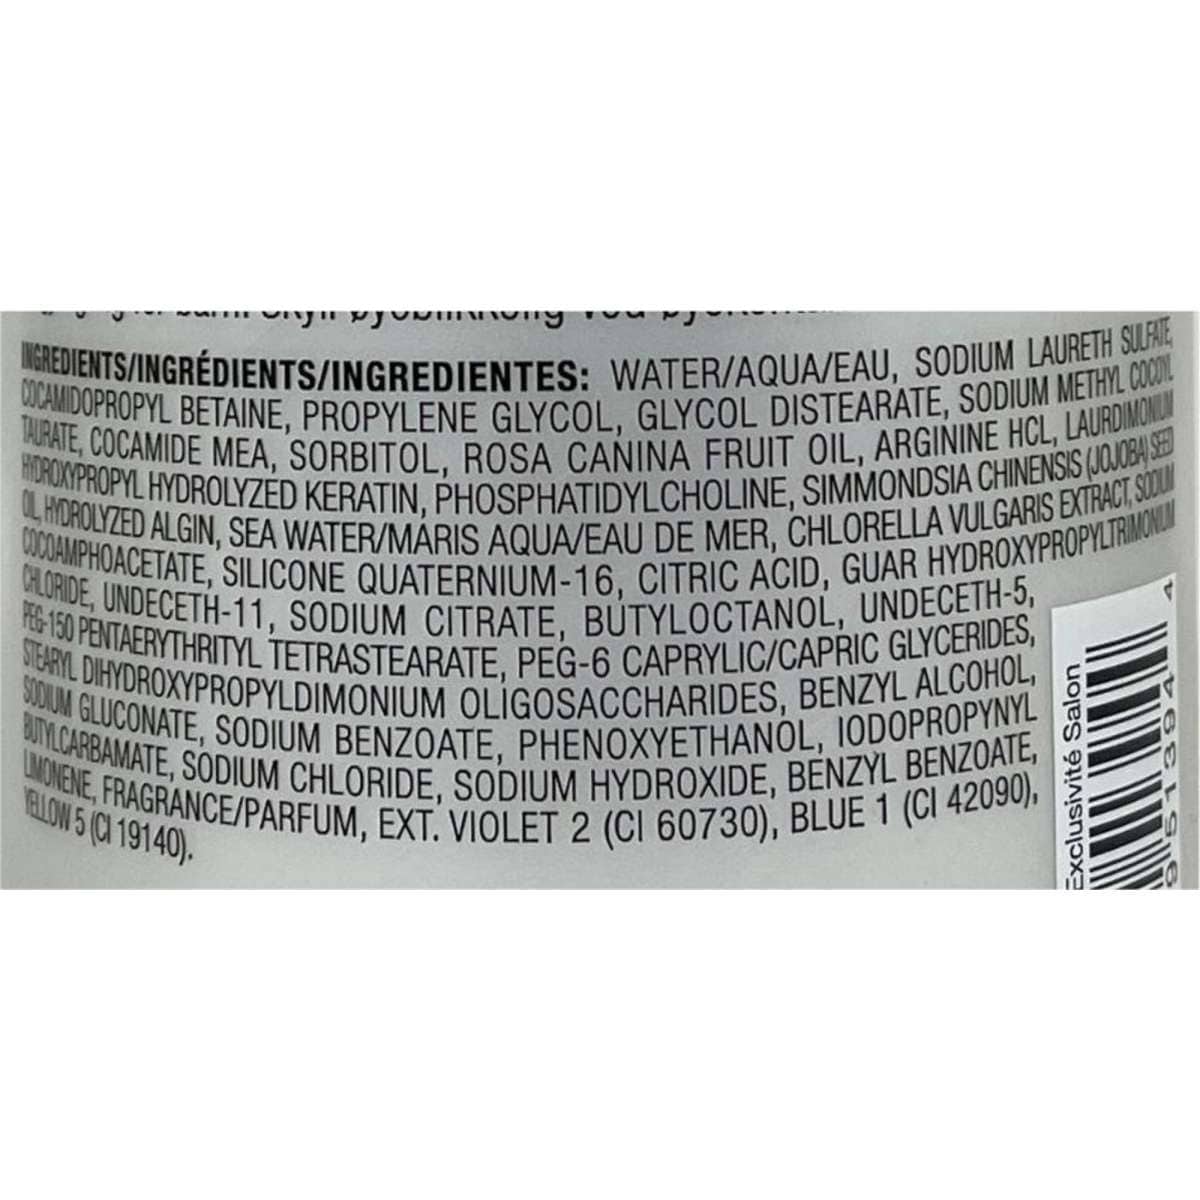 INGREDIENTS/INGRÉDIENTS/INGREDIENTES: WATER/AQUA/EAU, SODIUM LAURETH SULFATE,
COCAMIDOPROPYL BETAINE, PROPYLENE GLYCOL, GLYCOL DISTEARATE, SODIUM METHYL COCOYL
TAURATE, COCAMIDE MEA, SORBITOL, ROSA CANINA FRUIT OIL, ARGININE HCL, LAURDIMONIUM
HYDROXYPROPYL HYDROLYZED KERATIN, PHOSPHATIDYLCHOLINE, SIMMONDSIA CHINENSIS (JOJOBA) SEED
OIL, HYDROLYZED ALGIN, SEA WATER/MARIS AQUA/EAU DE MER, CHLORELLA VULGARIS EXTRACT, SODIUM
COCOAMPHOACETATE, SILICONE QUATERNIUM-16, CITRIC ACID, GUAR HYDROXYPROPYLTRIMONIUM
CHLORIDE, UNDECETH-11, SODIUM CITRATE, BUTYLOCTANOL, UNDECETH-5,
PEG-150 PENTAERYTHRITYL TETRASTEARATE, PEG-6 CAPRYLIC/CAPRIC GLYCERIDES,
STEARYL DIHYDROXYPROPYLDIMONIUM OLIGOSACCHARIDES, BENZYL ALCOHOL,
SODIUM GLUCONATE, SODIUM BENZOATE, PHENOXYETHANOL, IODOPROPYNYL
BUTYLCARBAMATE, SODIUM CHLORIDE, SODIUM HYDROXIDE, BENZYL BENZOATE,
LIMONENE, FRAGRANCE/PARFUM, EXT. VIOLET 2 (CI 60730), BLUE 1 (CI 42090),
YELLOW 5 (CI 19140).
Exclusivité Salon
951394 4